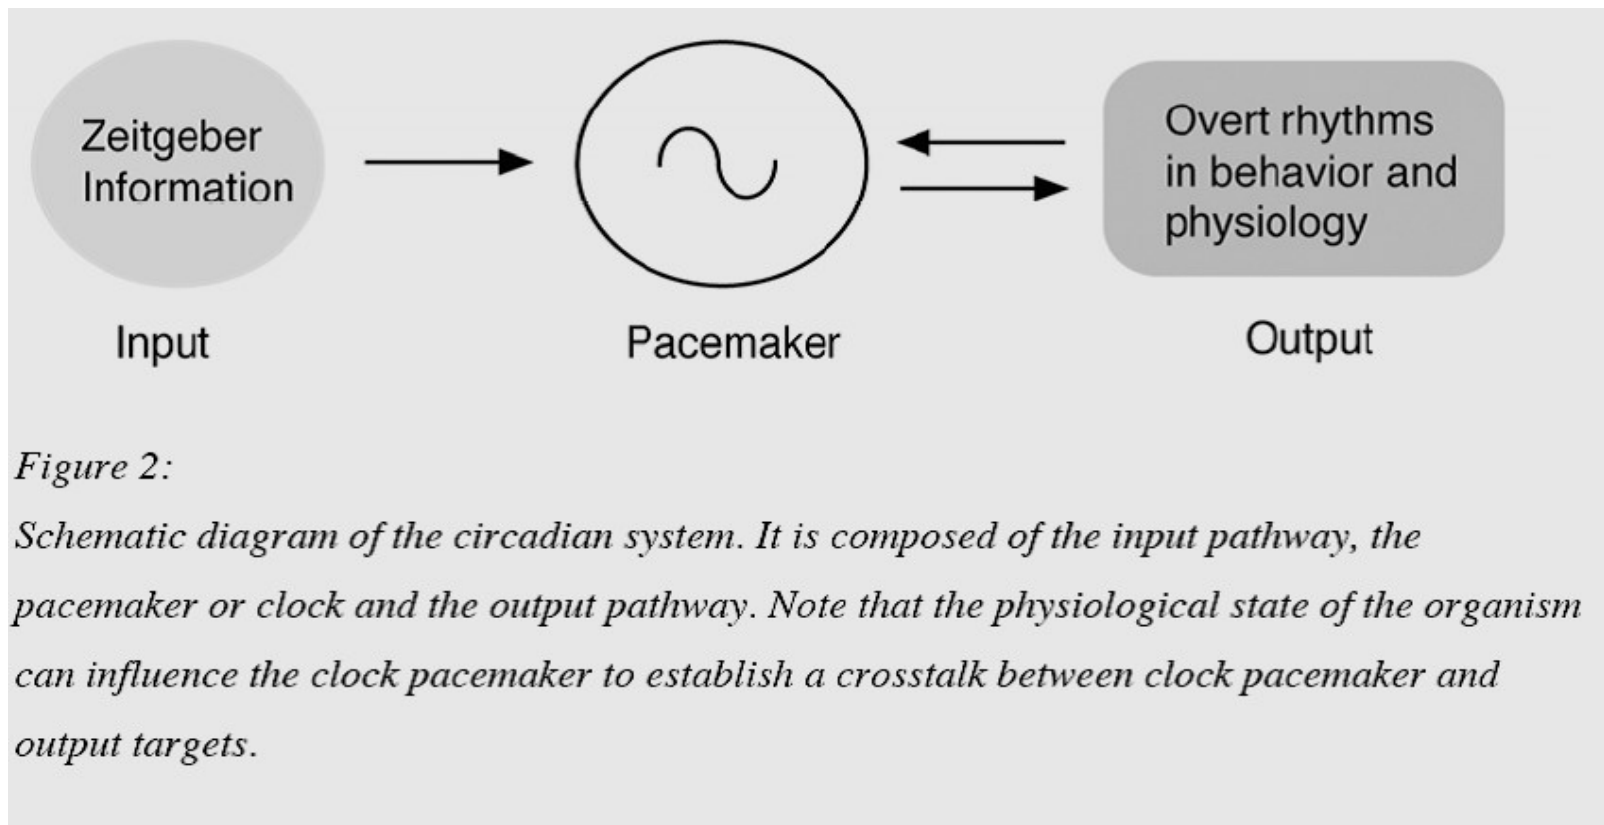 Zeitgeber
Information
Overt rhythms
in behavior and
physiology
Input
Pacemaker
Output
Figure 2:
Schematic diagram of the circadian system. It is composed of the input pathway, the
pacemaker or clock and the output pathway. Note that the physiological state of the organism
can influence the clock pacemaker to establish a crosstalk between clock pacemaker and
output targets.